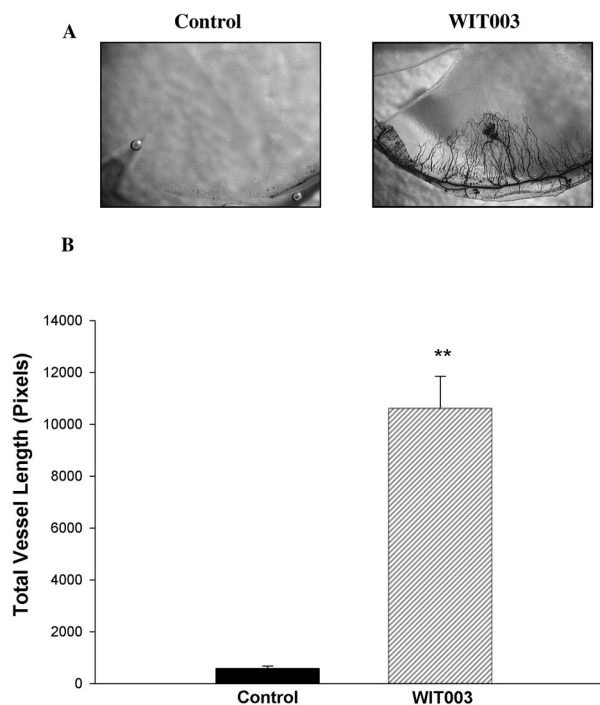 A
Control
WIT003
B
14000
12000
10000
8000
6000
4000
2000
0
Total Vessel Length (Pixels)
**
Control
WIT003